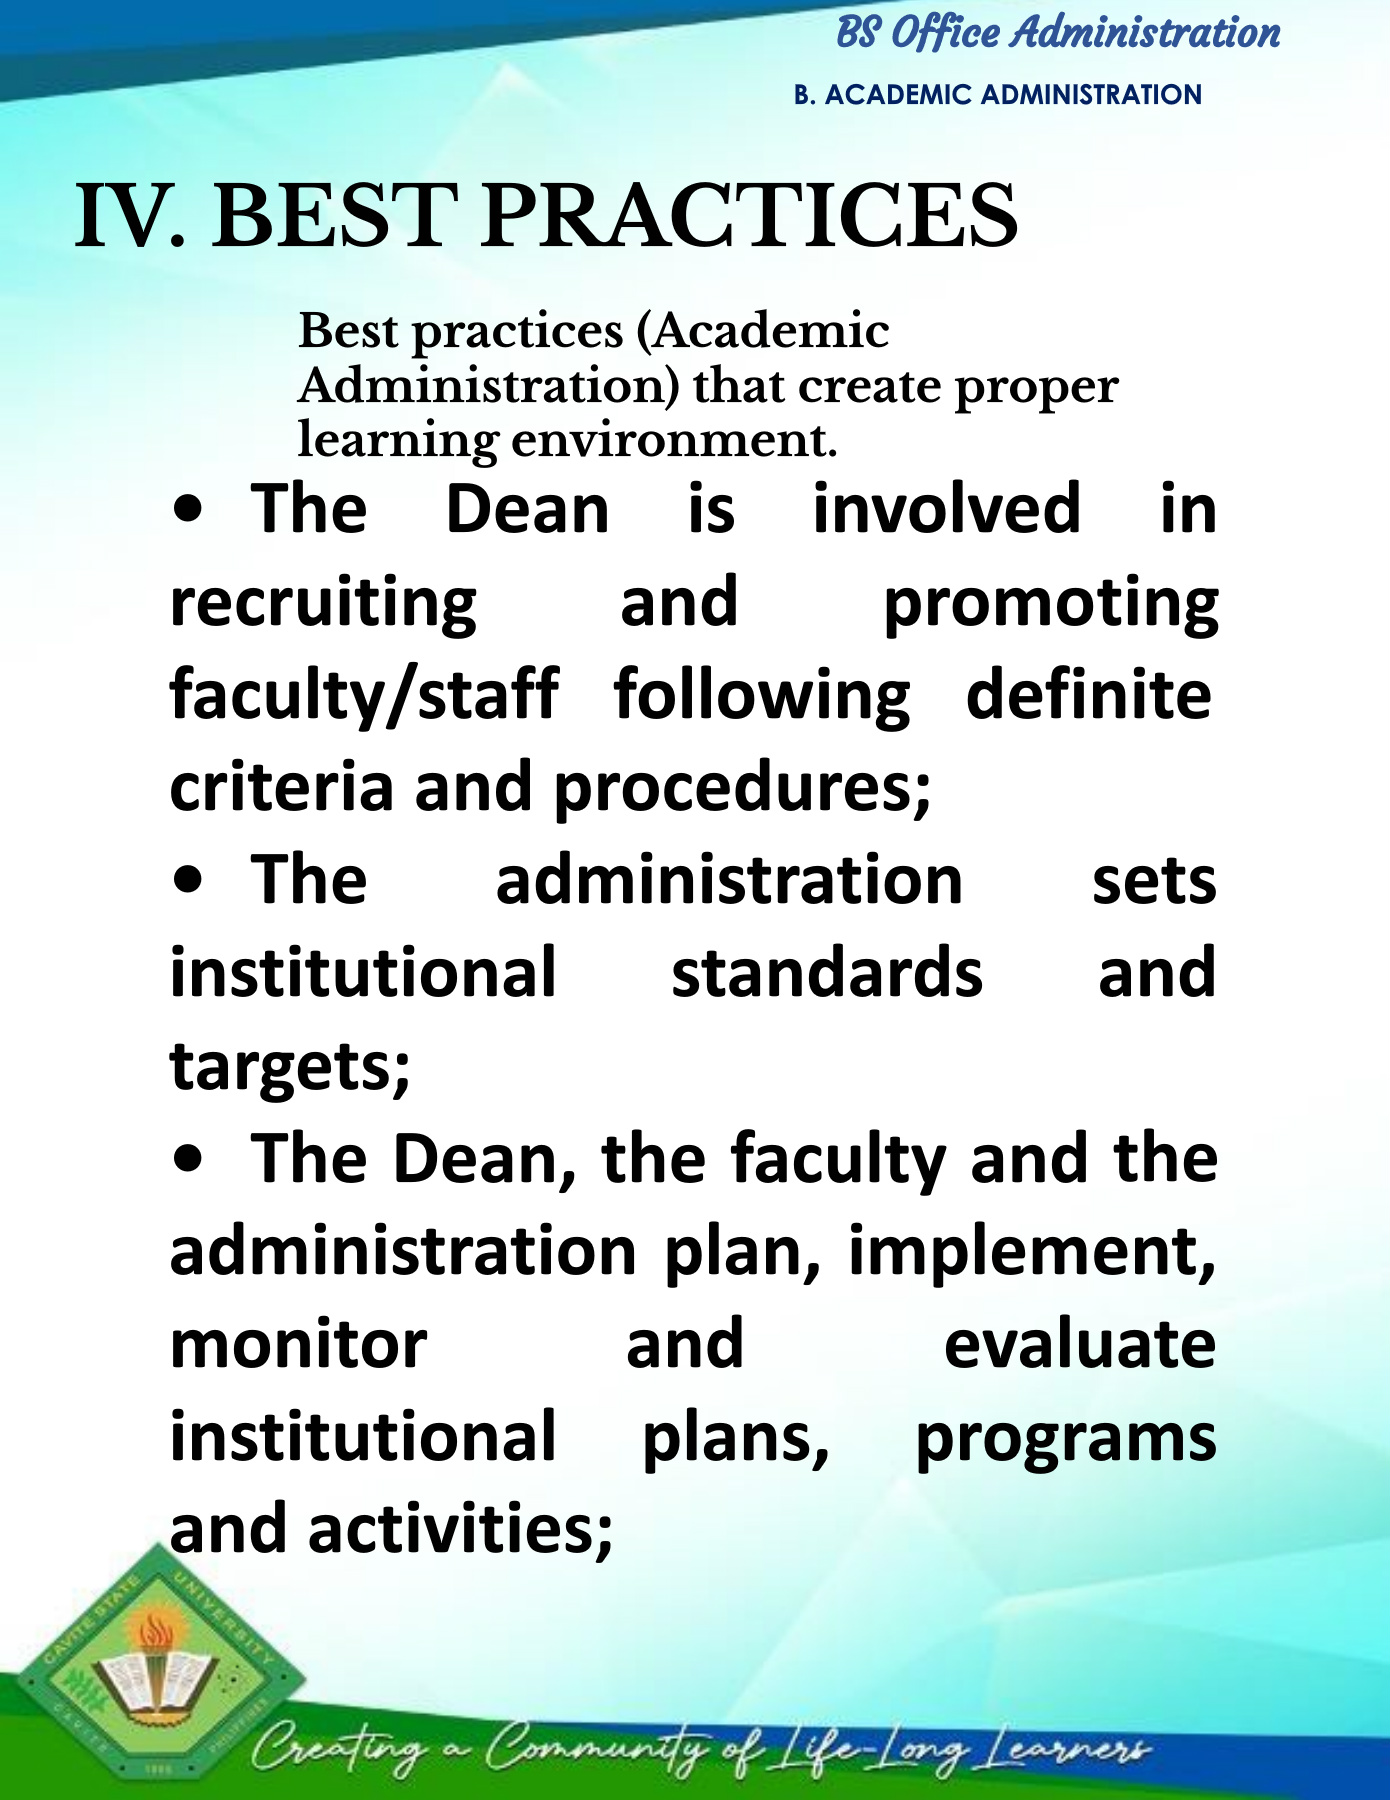 BS Office Administration
B. ACADEMIC ADMINISTRATION
IV. BEST PRACTICES
Best practices (Academic
Administration) that create proper
learning environment.
• The Dean is involved in
recruiting and promoting
faculty/staff following definite
criteria and procedures;
• The administration sets
institutional standards and
targets;
• The Dean, the faculty and the
administration plan, implement,
monitor and evaluate
institutional plans, programs
and activities;
CAVITE STATE UNIVERSITY
CAVITE PHILIPPINES
1906
Creating a Community of Life-Long Learners